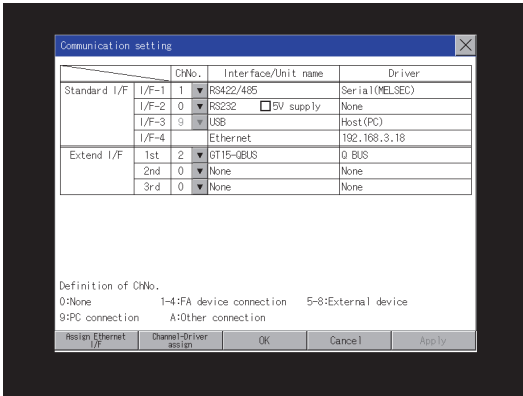 Communication setting
ChNo. Interface/Unit name Driver
Standard I/F I/F-1 1 RS422/485 Serial(MELSEC)
I/F-2 0 RS232 5V supply None
I/F-3 9 USB Host(PC)
I/F-4 Ethernet 192.168.3.18
Extend I/F 1st 2 GT15-QBUS Q BUS
2nd 0 None None
3rd 0 None None
Definition of ChNo.
0:None 1-4:FA device connection 5-8:External device
9:PC connection A:Other connection
Assign Ethernet I/F Channel-Driver assign OK Cancel Apply